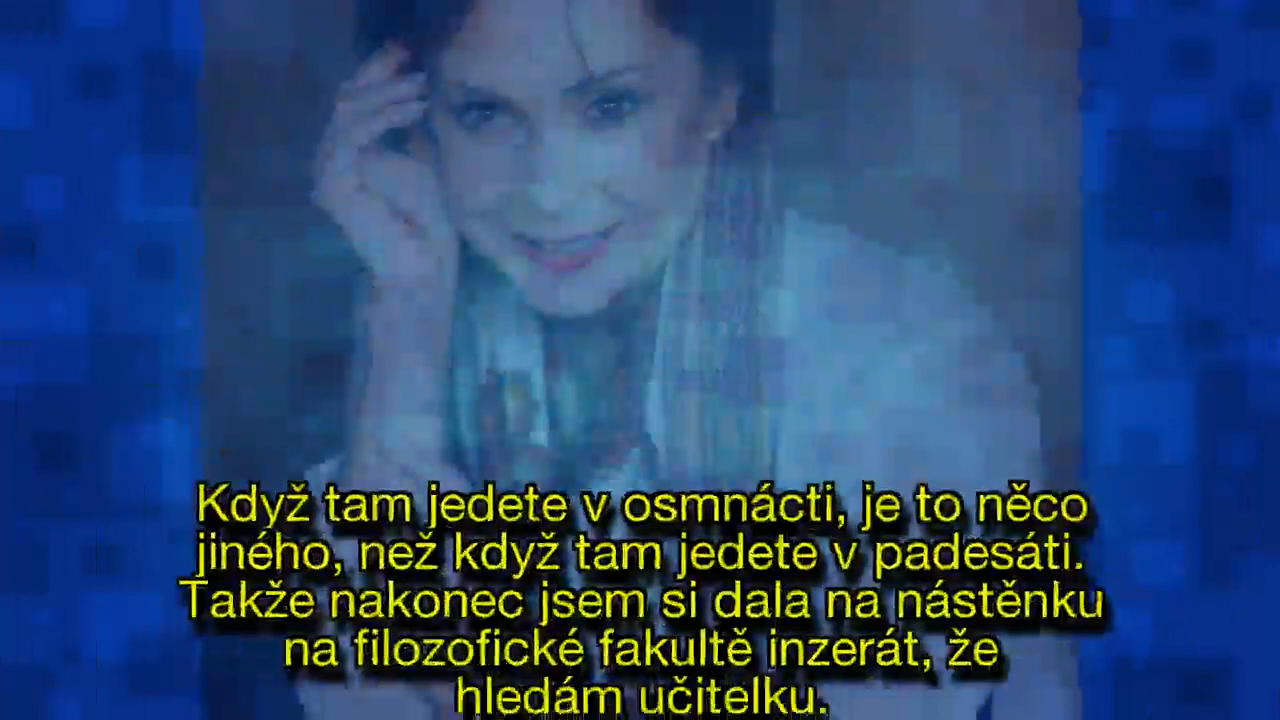 Když tam jedete v osmnácti, je to něco
jiného, než když tam jedete v padesáti.
Takže nakonec jsem si dala na nástěnku
na filozofické fakultě inzerát, že
hledám učitelku.